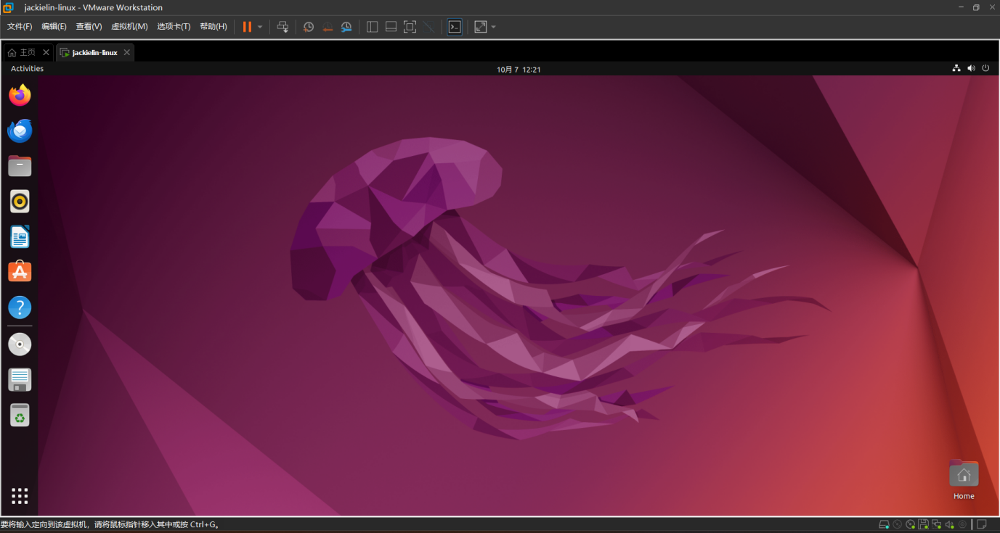 jackielin-linux - VMware Workstation
文件(F) 编辑(E) 查看(V) 虚拟机(M) 选项卡(T) 帮助(H)
主页 jackielin-linux
Activities 10月 7 12:21
Home
要将输入定向到该虚拟机，请将鼠标指针移入其中或按 Ctrl+G。